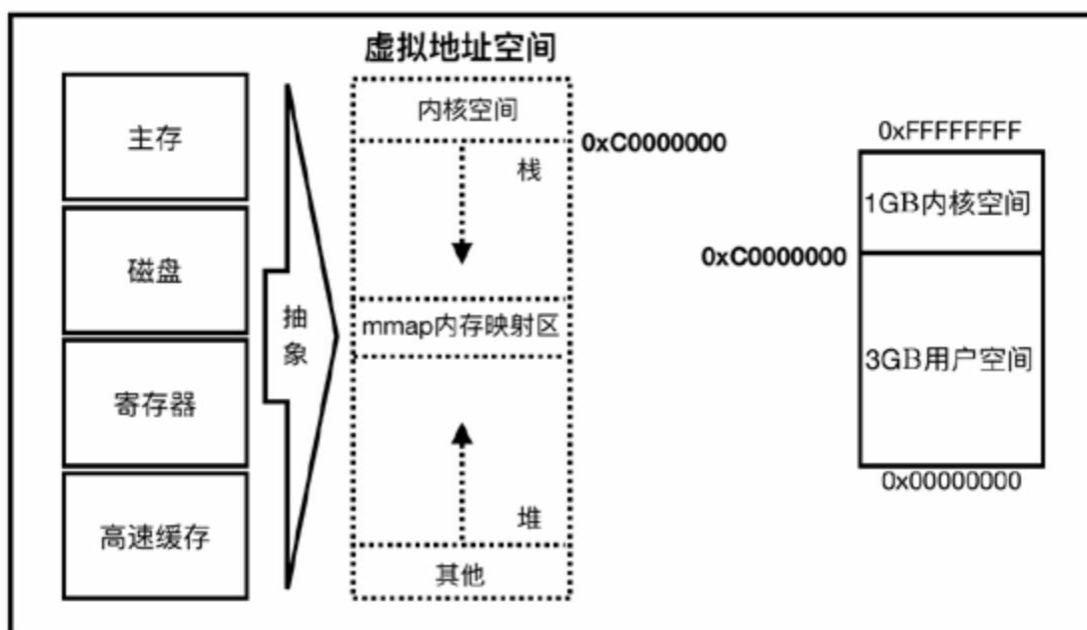 虚拟地址空间
主存
磁盘
寄存器
高速缓存
抽
象
内核空间
0xC0000000
栈
mmap内存映射区
堆
其他
0xFFFFFFFF
1GB内核空间
0xC0000000
3GB用户空间
0x00000000